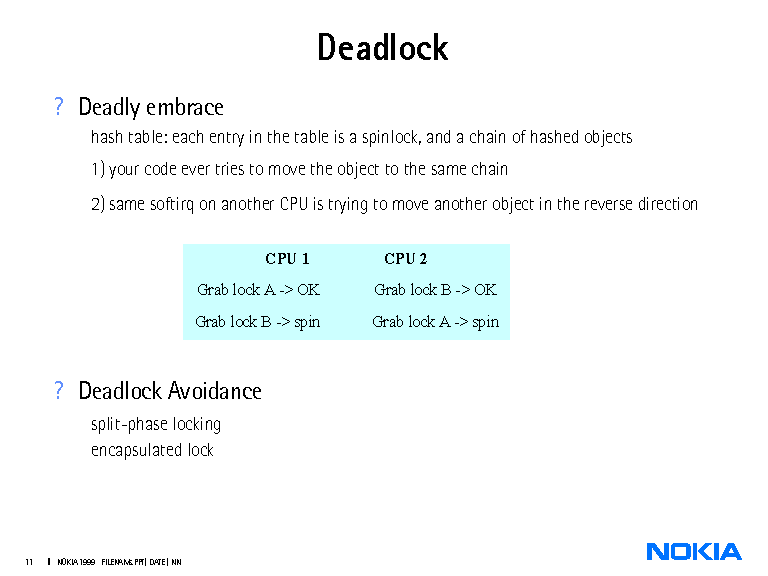 Deadlock
? Deadly embrace
hash table: each entry in the table is a spinlock, and a chain of hashed objects
1) your code ever tries to move the object to the same chain
2) same softirq on another CPU is trying to move another object in the reverse direction
CPU 1 CPU 2
Grab lock A -> OK Grab lock B -> OK
Grab lock B -> spin Grab lock A -> spin
? Deadlock Avoidance
split-phase locking
encapsulated lock
11 NOKIA 1999 FILENAMs.PPT | DATE | NN
NOKIA